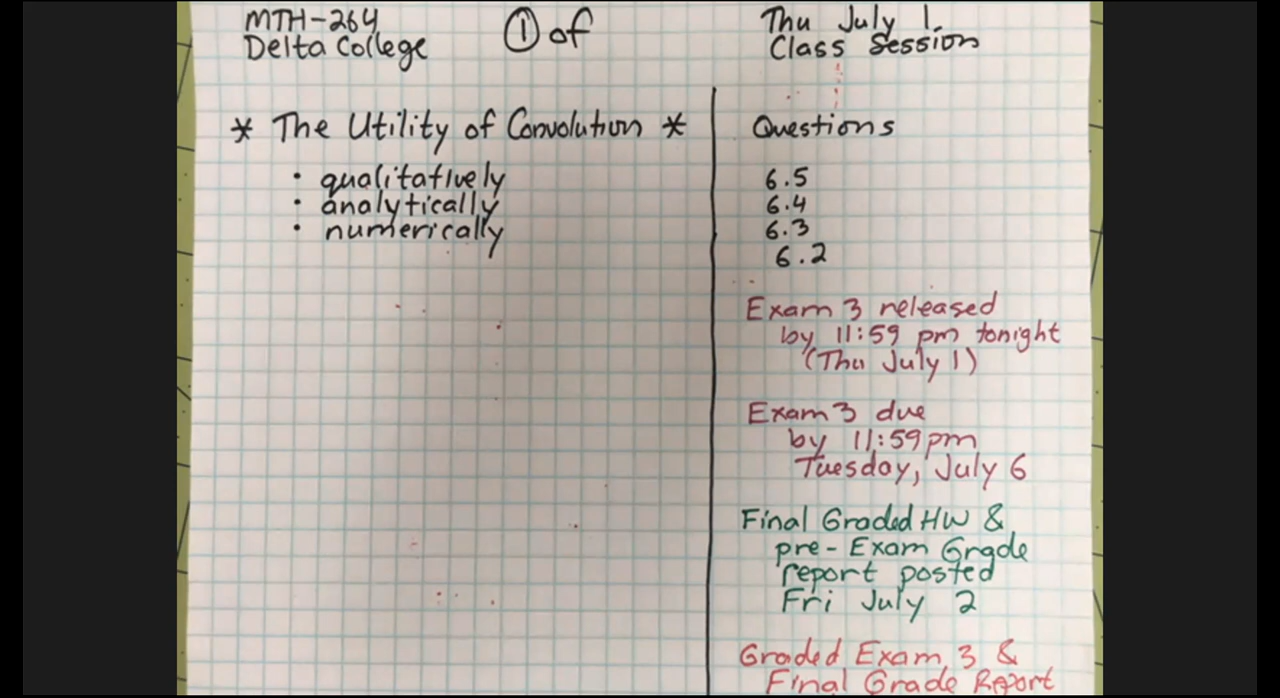 MTH-264
Delta College
① of
Thu July 1
Class Session
* The Utility of Convolution *
· qualitatively
· analytically
· numerically
Questions
6.5
6.4
6.3
6.2
Exam 3 released
by 11:59 pm tonight
(Thu July 1)
Exam 3 due
by 11:59pm
Tuesday, July 6
Final Graded HW &
pre-Exam Grade
report posted
Fri July 2
Graded Exam 3 &
Final Grade Report